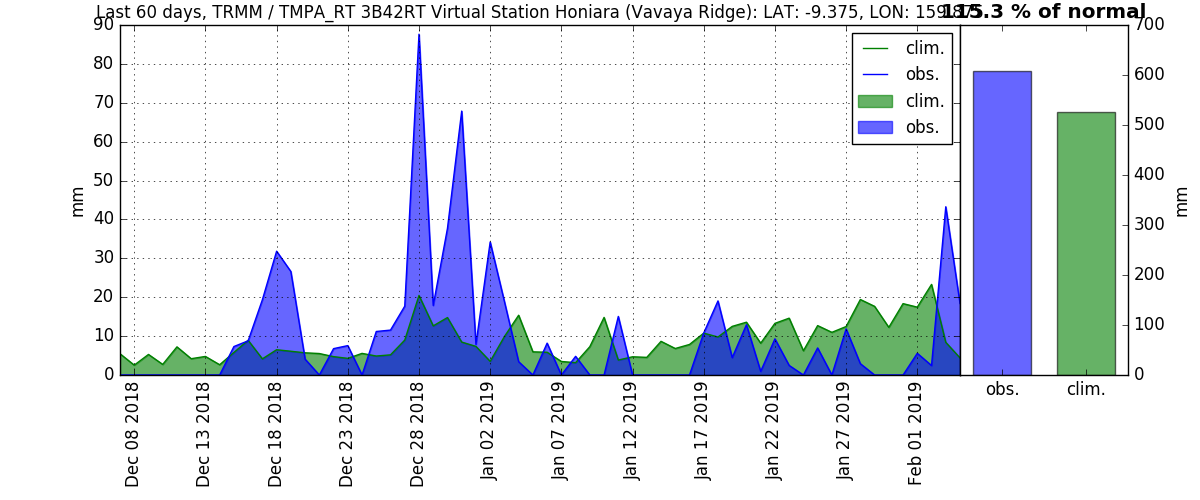 Last 60 days, TRMM / TMPA_RT 3B42RT Virtual Station Honiara (Vavaya Ridge): LAT: -9.375, LON: 159.875
115.3 % of normal
90
80
70
60
50
40
30
20
10
0
mm
clim.
obs.
clim.
obs.
Dec 08 2018
Dec 13 2018
Dec 18 2018
Dec 23 2018
Dec 28 2018
Jan 02 2019
Jan 07 2019
Jan 12 2019
Jan 17 2019
Jan 22 2019
Jan 27 2019
Feb 01 2019
700
600
500
400
300
200
100
0
mm
obs.
clim.